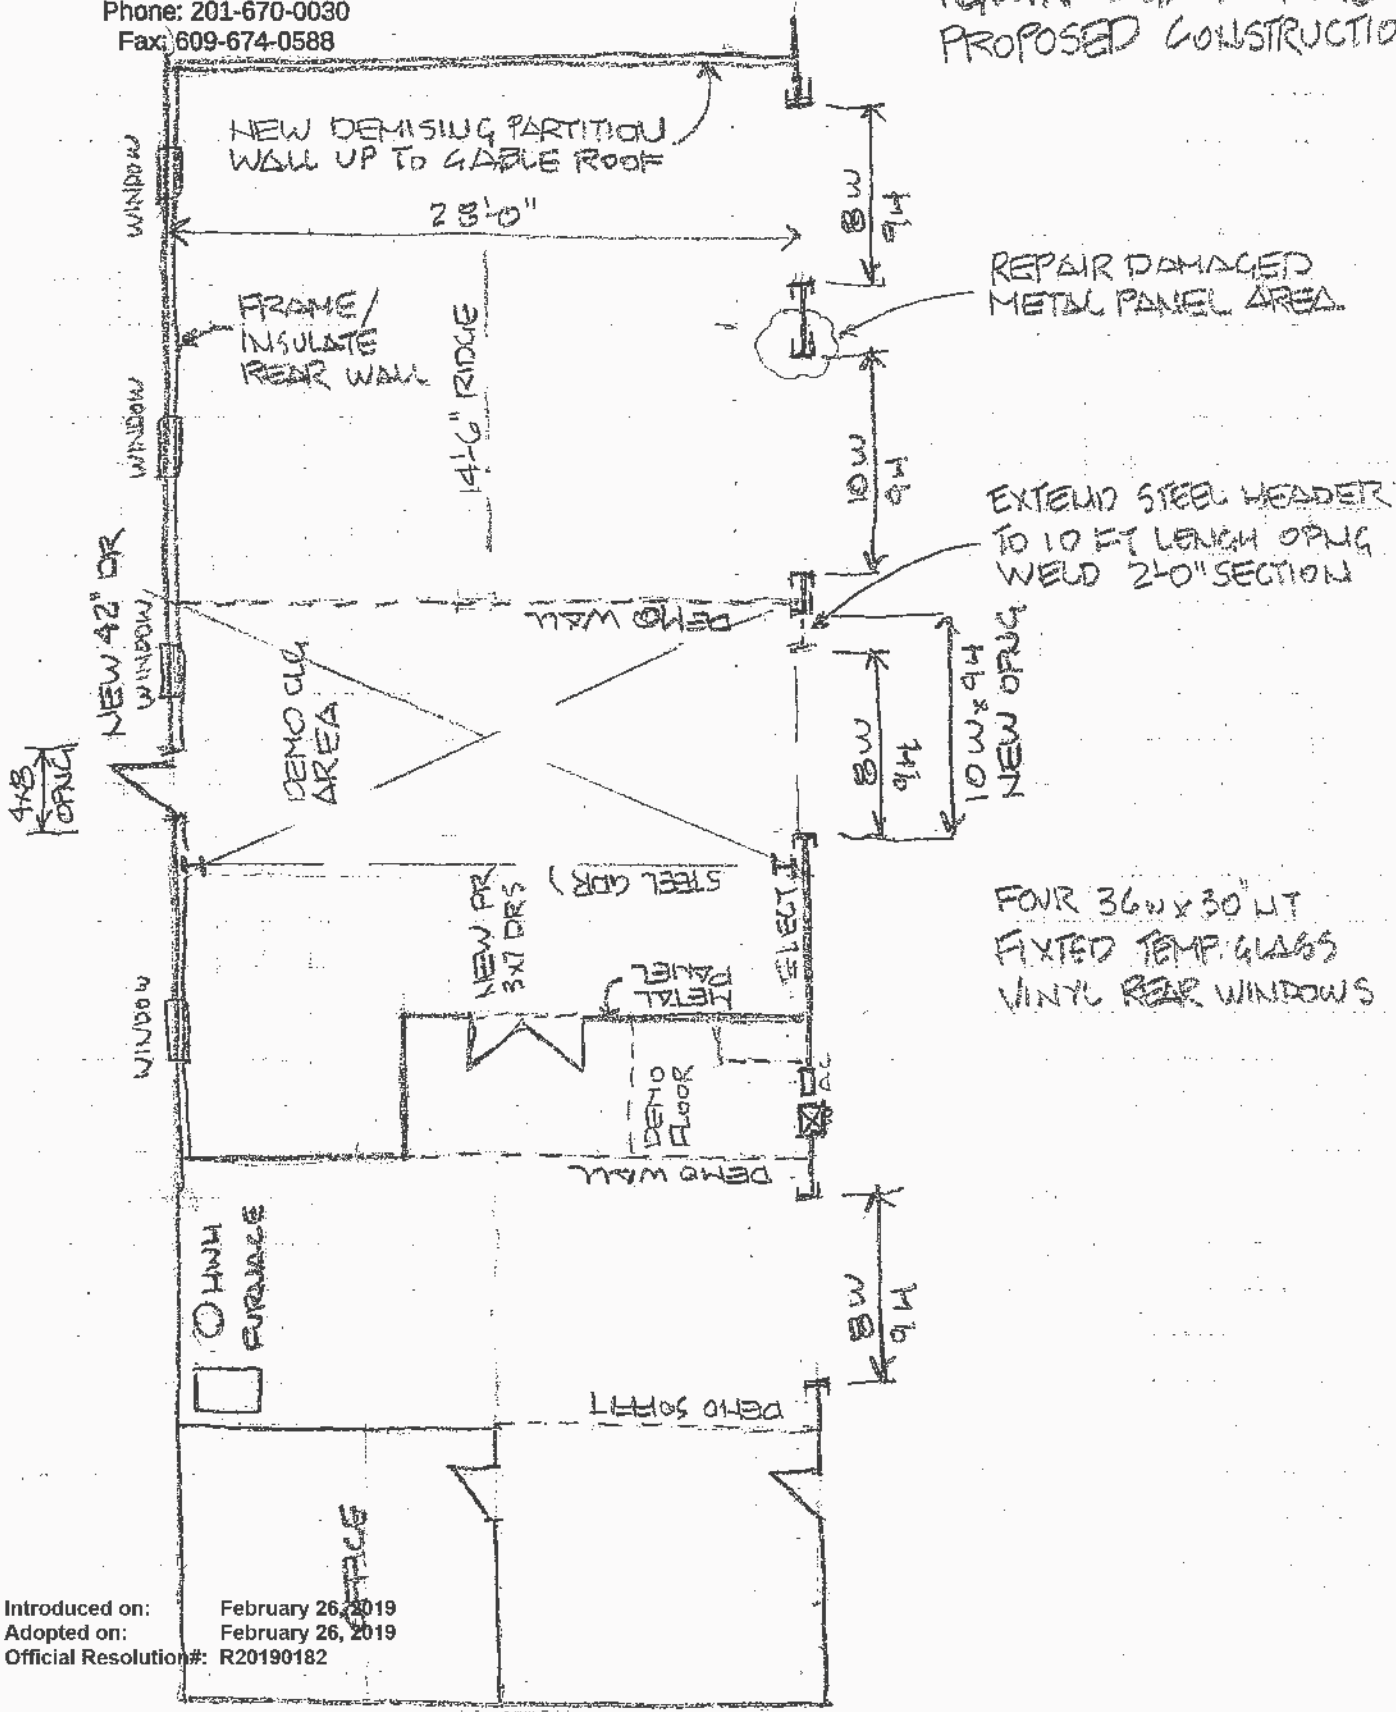 Phone: 201-670-0030
Fax: 609-674-0588
PROPOSED CONSTRUCTIO
NEW DEMISING PARTITION
WALL UP TO GABLE ROOF
28'-0"
WINDOW
8W
9H
REPAIR DAMAGED
METAL PANEL AREA
FRAME/
INSULATE
REAR WALL
14'-6" RIDGE
WINDOW
10W
9H
EXTEND STEEL HEADER
TO 10 FT LENGH OPNG
WELD 2'-0" SECTION
DEMO WALL
NEW 42" DR
WINDOW
DEMO CLG
AREA
8W
9H
10W x 9H
NEW OPNG
4x8
OPNG
STEEL GDR
ELECT
NEW PR
3x7 DRS
METAL
PANEL
FOUR 36W x 30" HT
FIXTED TEMP. GLASS
VINYL REAR WINDOWS
WINDOW
DEMO
FLOOR
AC
DEMO WALL
HWH
FURNACE
8W
9H
DEMO SOFFIT
OFFICE
Introduced on: February 26, 2019
Adopted on: February 26, 2019
Official Resolution#: R20190182